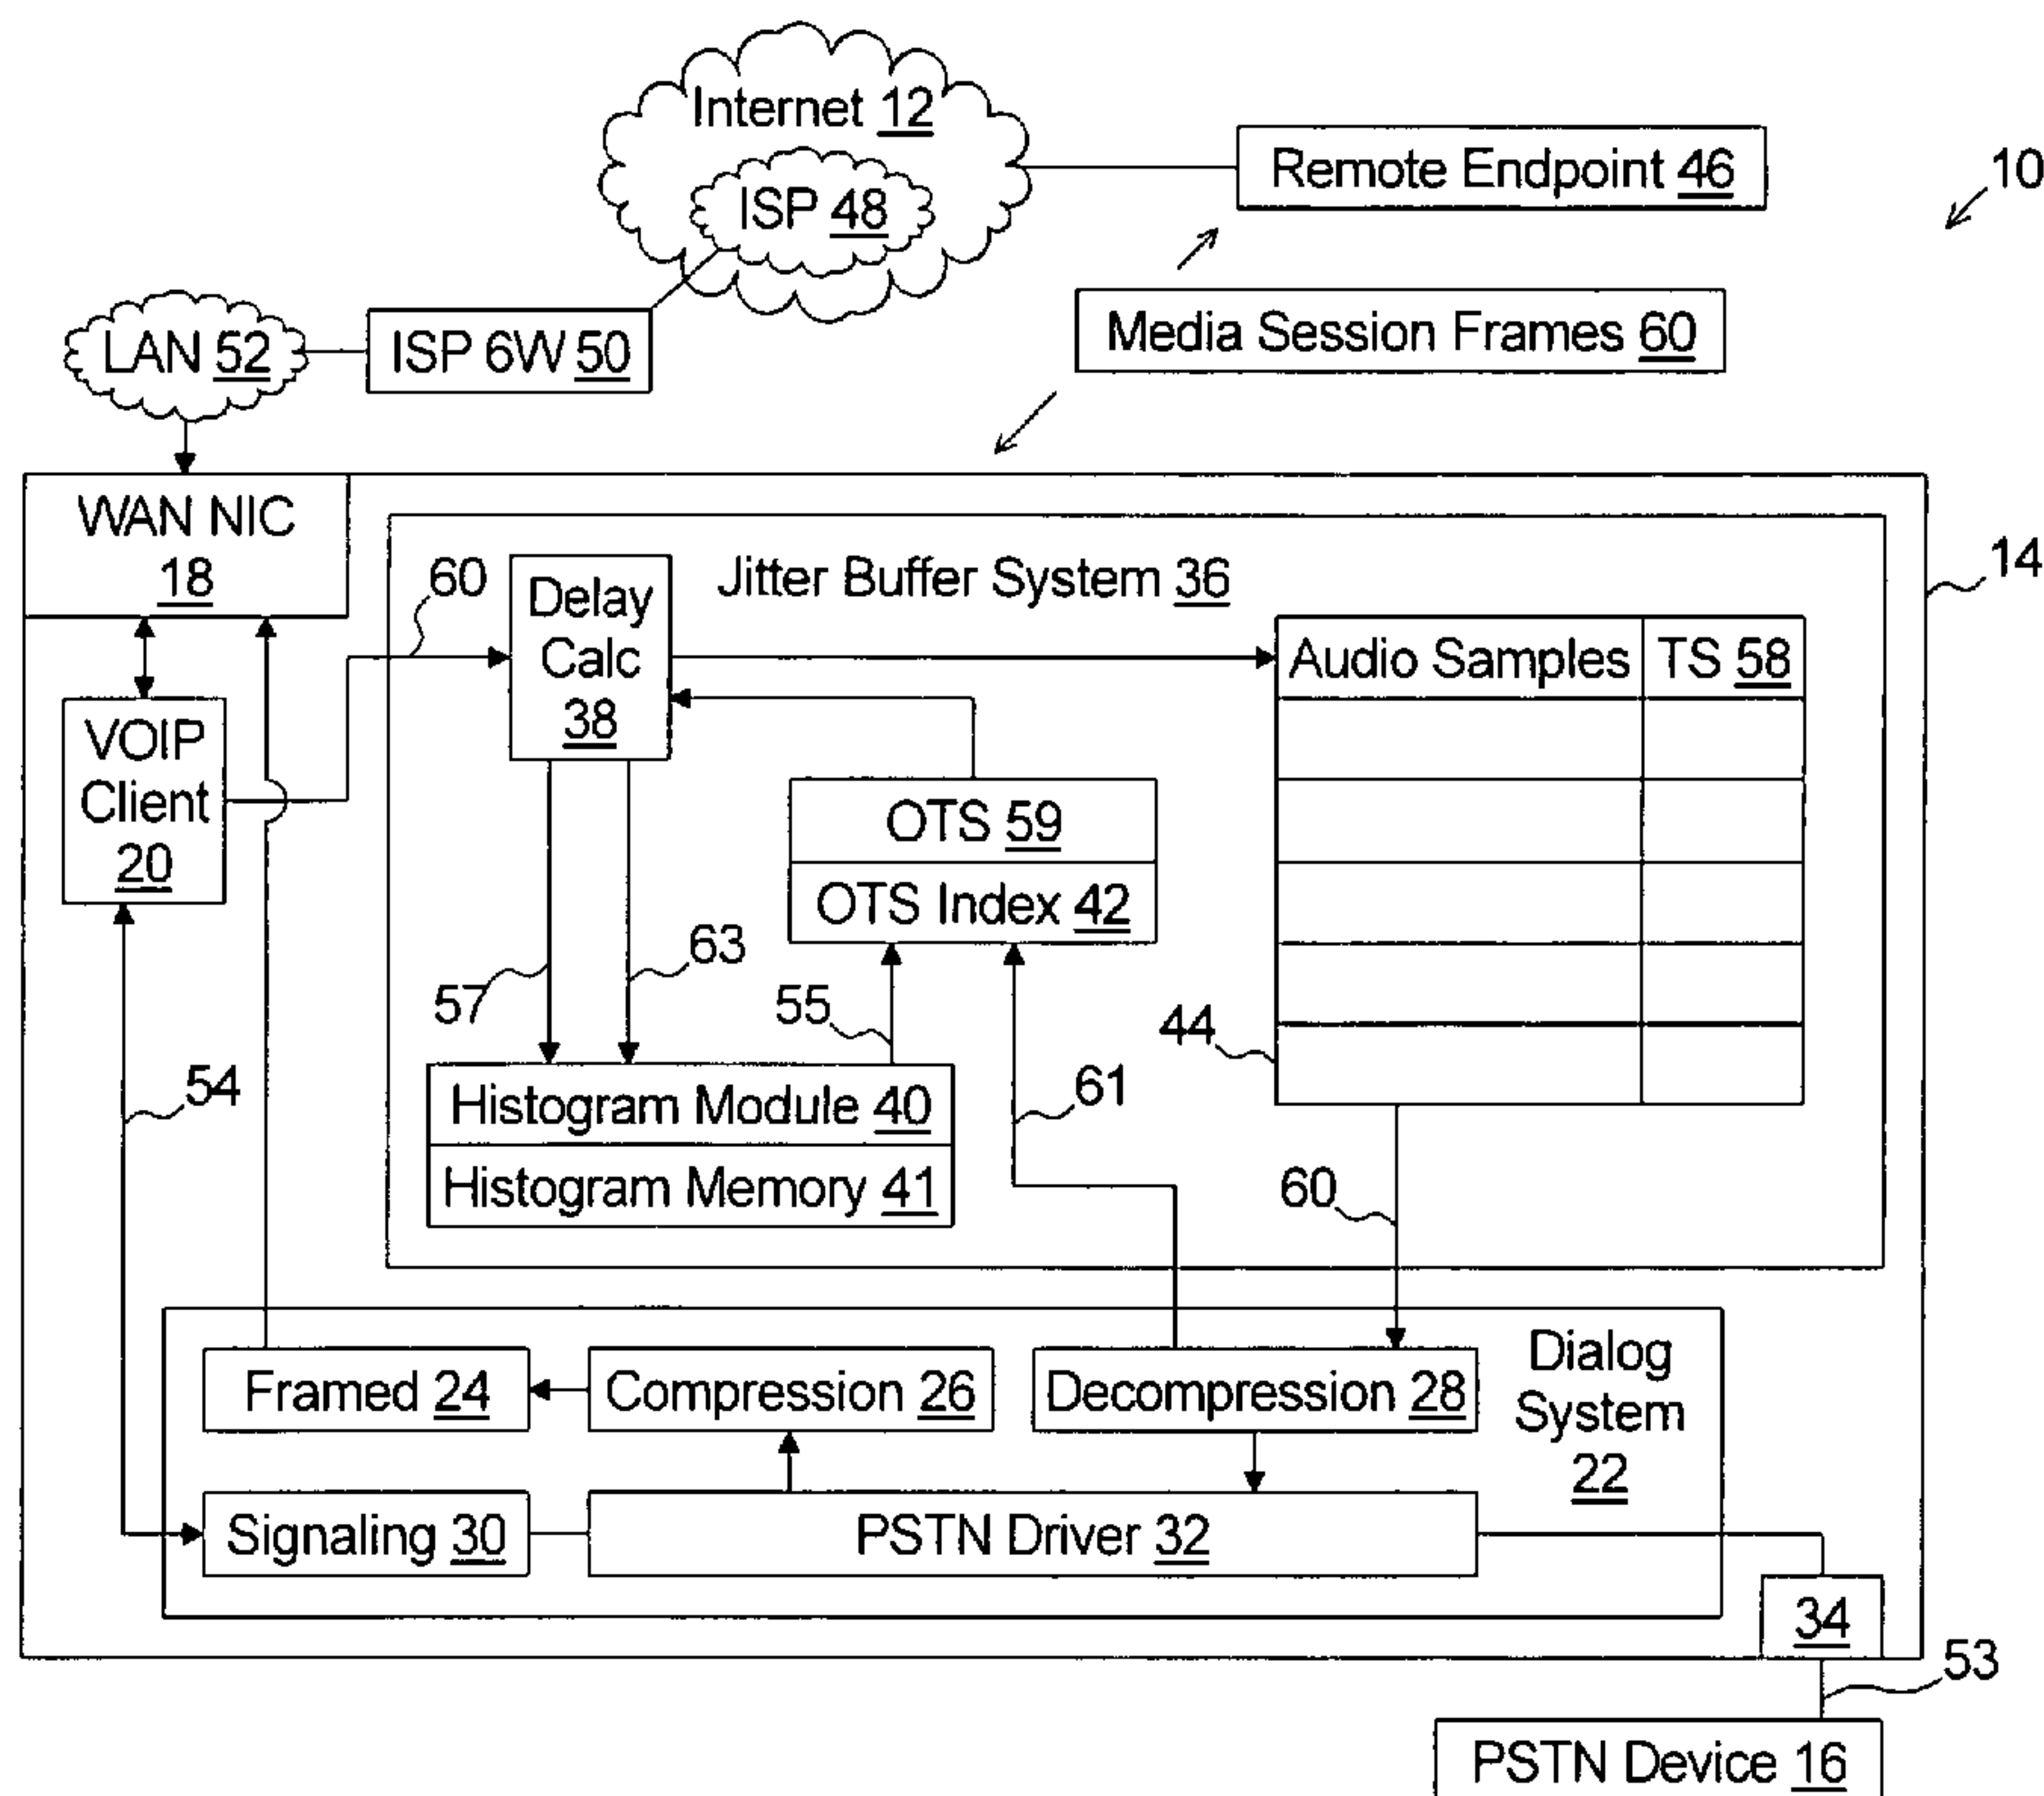 Internet 12
ISP 48
Remote Endpoint 46
10
Media Session Frames 60
LAN 52
ISP 6W 50
WAN NIC
18
14
Jitter Buffer System 36
60
Delay
Calc
38
Audio Samples
TS 58
VOIP
Client
20
OTS 59
OTS Index 42
57
63
55
44
54
61
Histogram Module 40
Histogram Memory 41
60
Dialog
System
22
Framed 24
Compression 26
Decompression 28
Signaling 30
PSTN Driver 32
34
53
PSTN Device 16